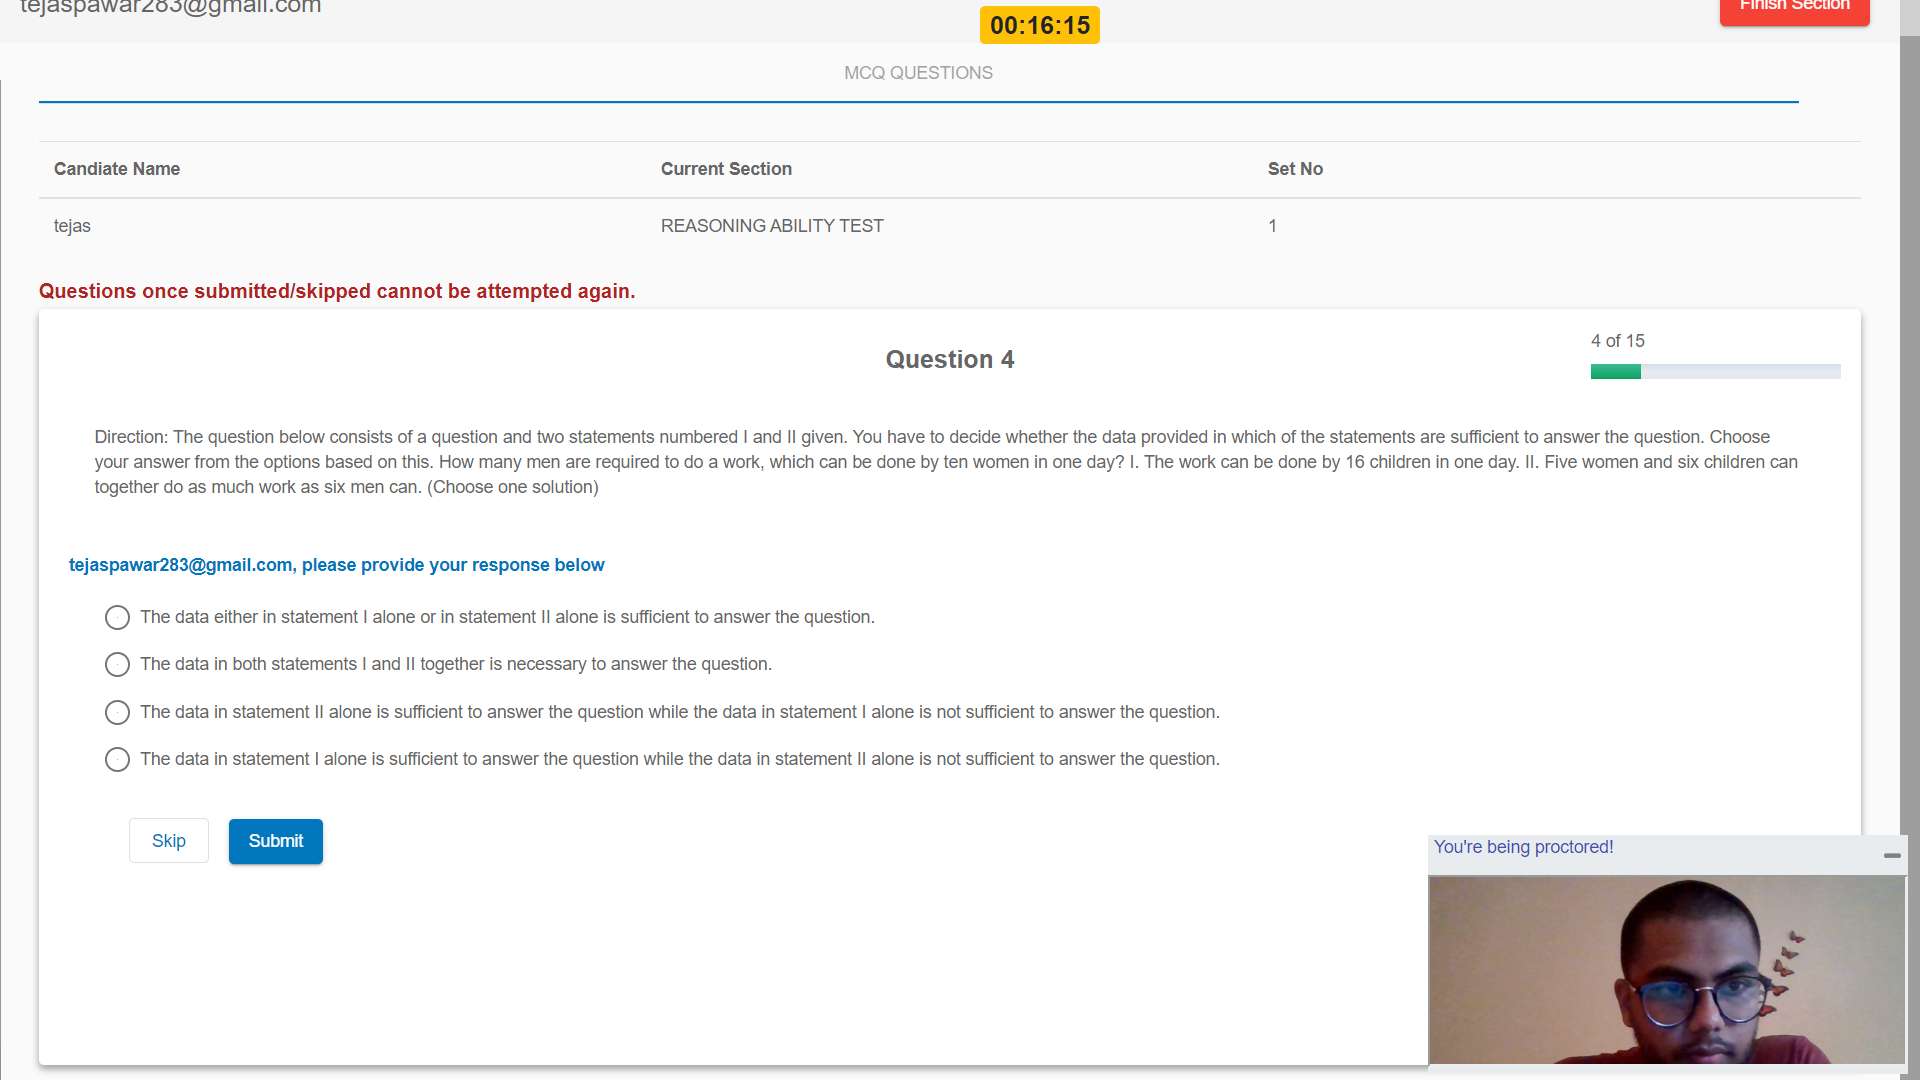 tejaspawar283@gmail.com
00:16:15
Finish Section
MCQ QUESTIONS
Candiate Name Current Section Set No
tejas REASONING ABILITY TEST 1
Questions once submitted/skipped cannot be attempted again.
4 of 15
Question 4
Direction: The question below consists of a question and two statements numbered I and II given. You have to decide whether the data provided in which of the statements are sufficient to answer the question. Choose
your answer from the options based on this. How many men are required to do a work, which can be done by ten women in one day? I. The work can be done by 16 children in one day. II. Five women and six children can
together do as much work as six men can. (Choose one solution)
tejaspawar283@gmail.com, please provide your response below
The data either in statement I alone or in statement II alone is sufficient to answer the question.
The data in both statements I and II together is necessary to answer the question.
The data in statement II alone is sufficient to answer the question while the data in statement I alone is not sufficient to answer the question.
The data in statement I alone is sufficient to answer the question while the data in statement II alone is not sufficient to answer the question.
Skip Submit
You're being proctored!